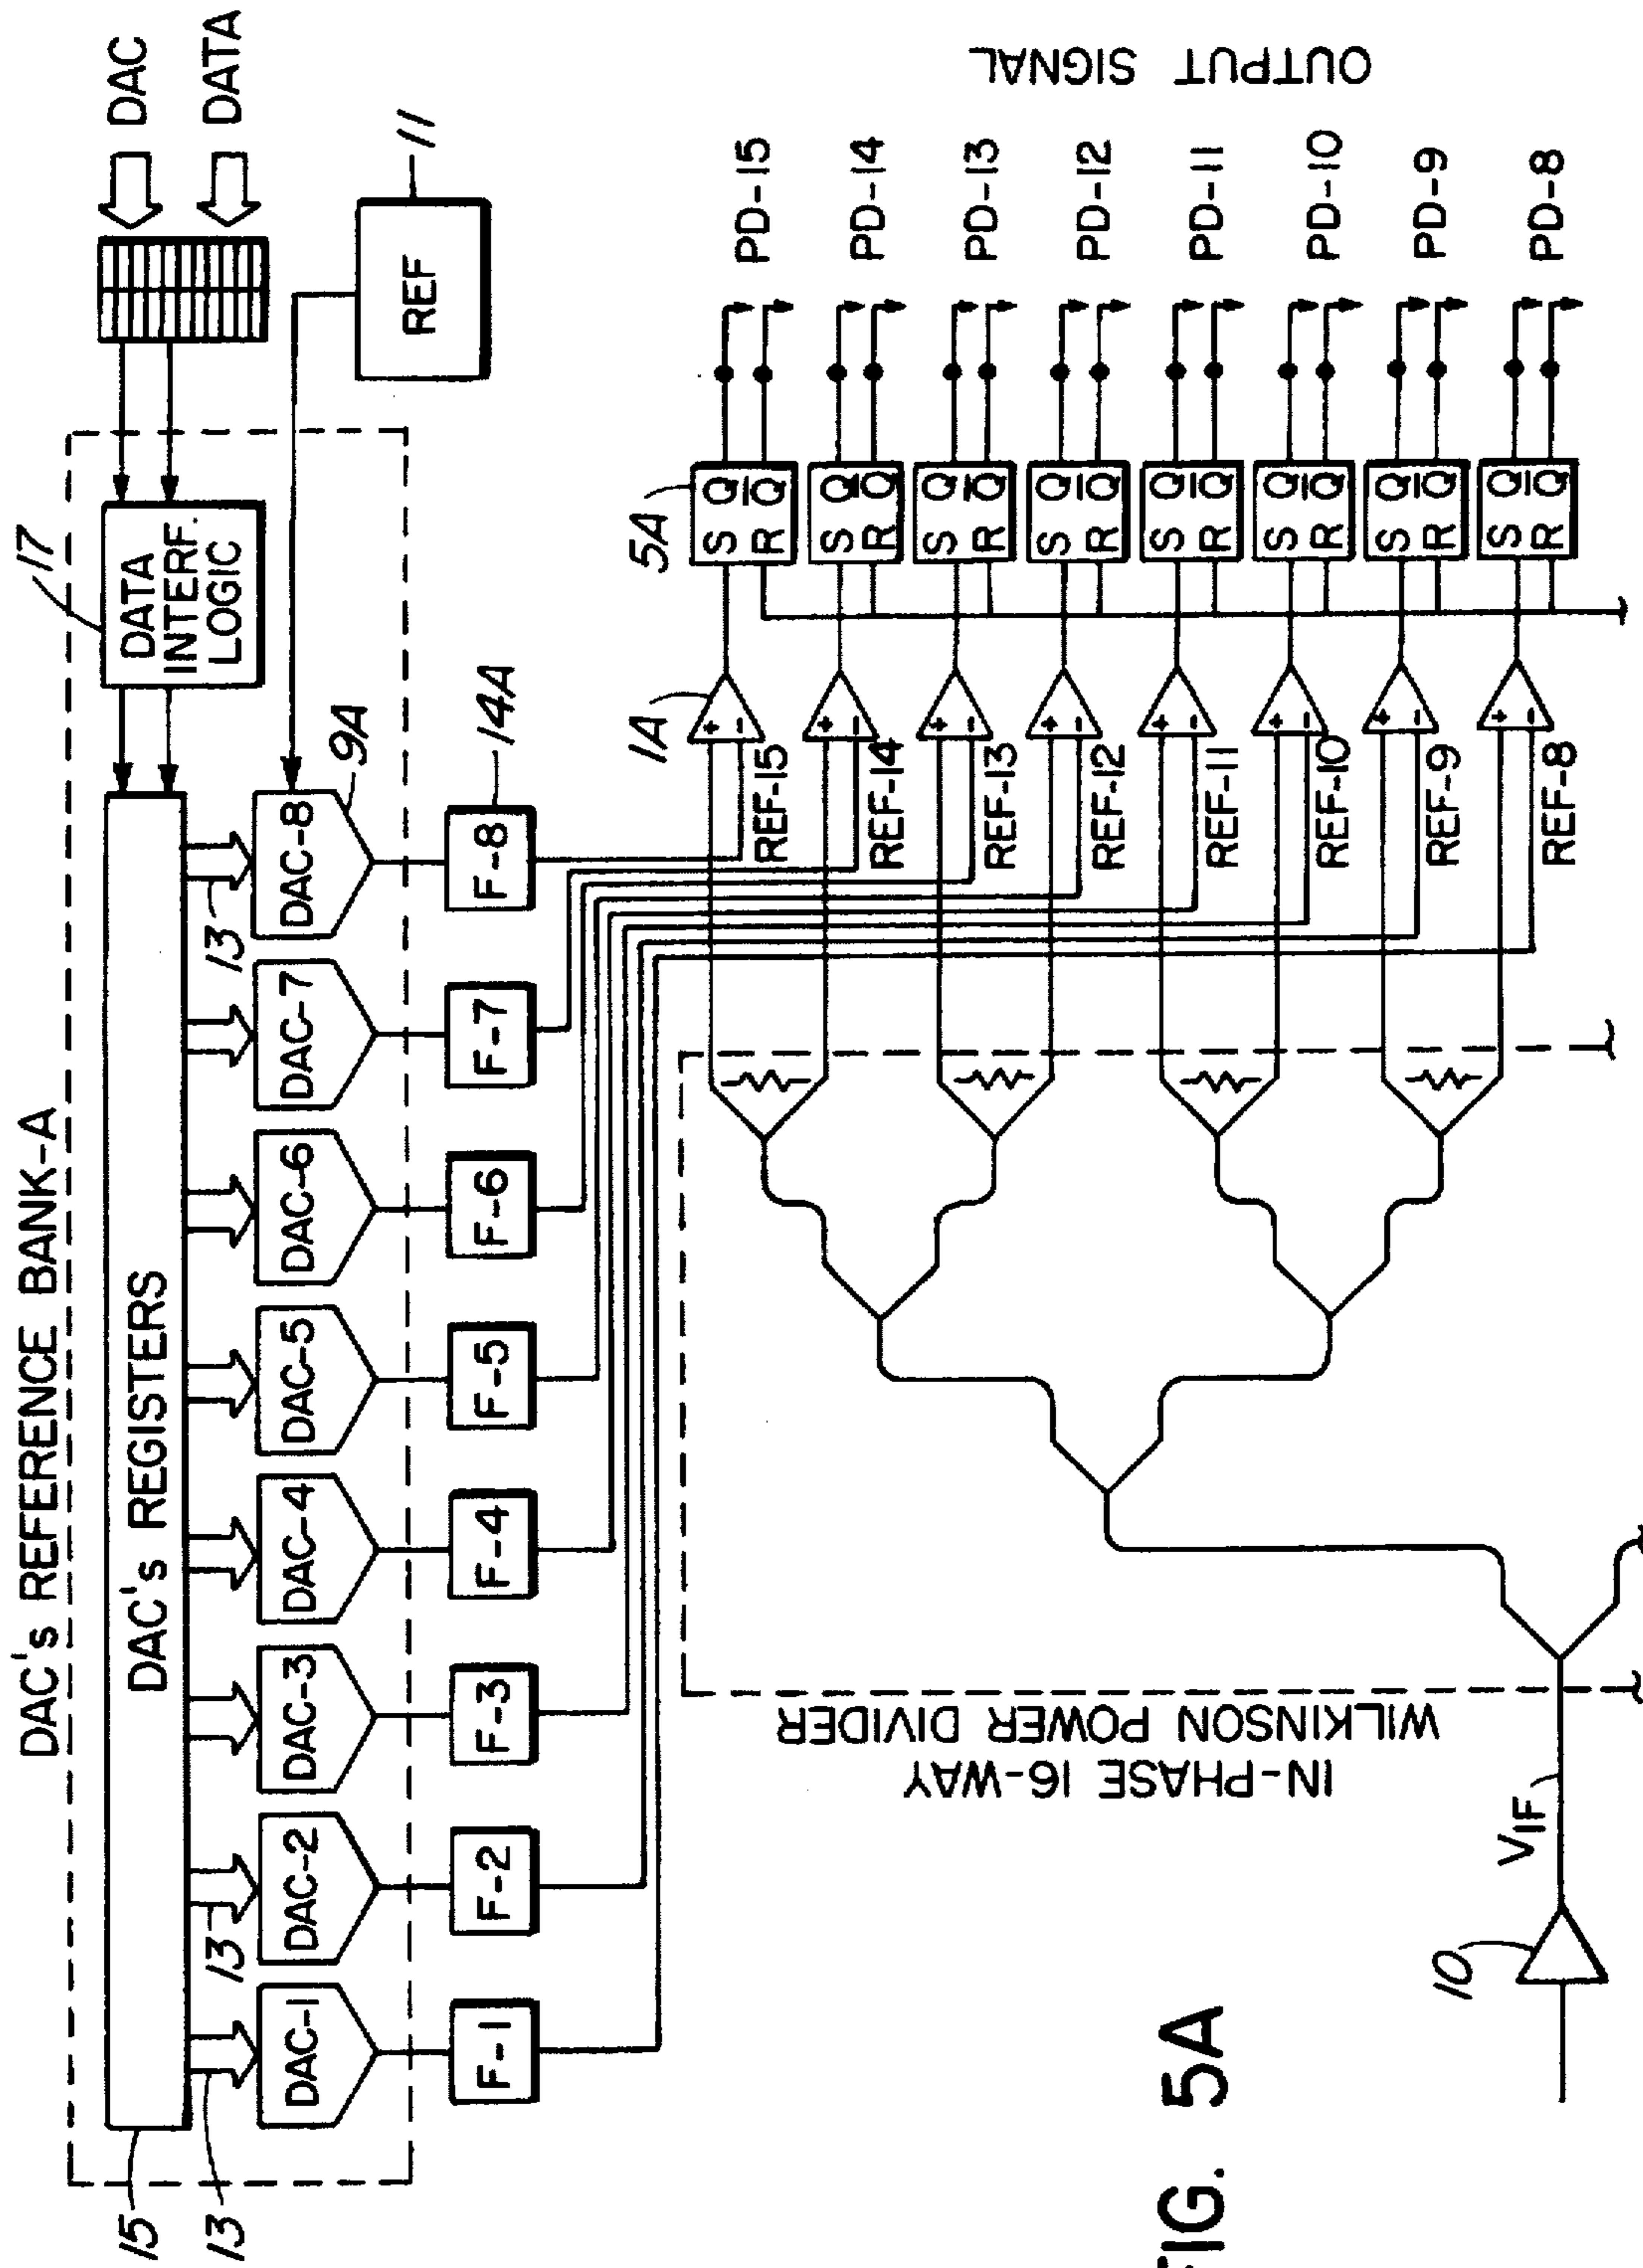 DAC's REFERENCE BANK-A
17
DAC
DATA
DATA
INTERF.
LOGIC
DAC's REGISTERS
15
13
13
13
DAC-1
DAC-2
DAC-3
DAC-4
DAC-5
DAC-6
DAC-7
DAC-8
9A
REF
11
F-1
F-2
F-3
F-4
F-5
F-6
F-7
F-8
14A
IN-PHASE 16-WAY
WILKINSON POWER DIVIDER
10
VIF
1A
5A
+
-
REF-15
S Q
R Q̅
PD-15
+
-
REF-14
S Q
R Q̅
PD-14
+
-
REF-13
S Q
R Q̅
PD-13
+
-
REF-12
S Q
R Q̅
PD-12
+
-
REF-11
S Q
R Q̅
PD-11
+
-
REF-10
S Q
R Q̅
PD-10
+
-
REF-9
S Q
R Q̅
PD-9
+
-
REF-8
S Q
R Q̅
PD-8
OUTPUT SIGNAL
FIG. 5A